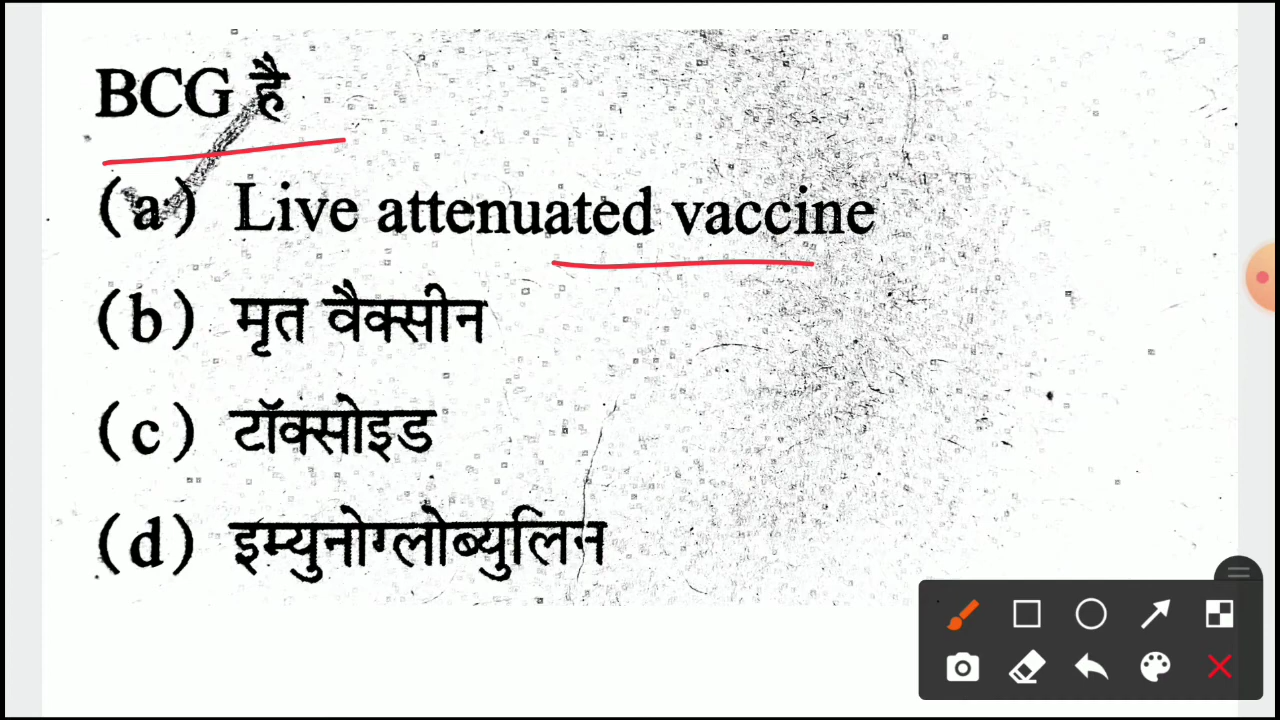 BCG है
(a) Live attenuated vaccine
(b) मृत वैक्सीन
(c) टॉक्सोइड
(d) इम्युनोग्लोब्युलिन